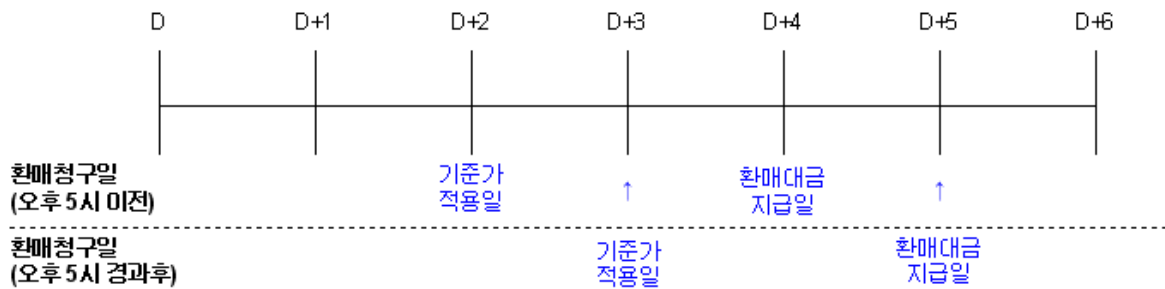 D D+1 D+2 D+3 D+4 D+5 D+6
환매청구일 기준가 ↑ 환매대금 ↑
(오후 5시 이전) 적용일 지급일
환매청구일 기준가 환매대금
(오후 5시 경과후) 적용일 지급일